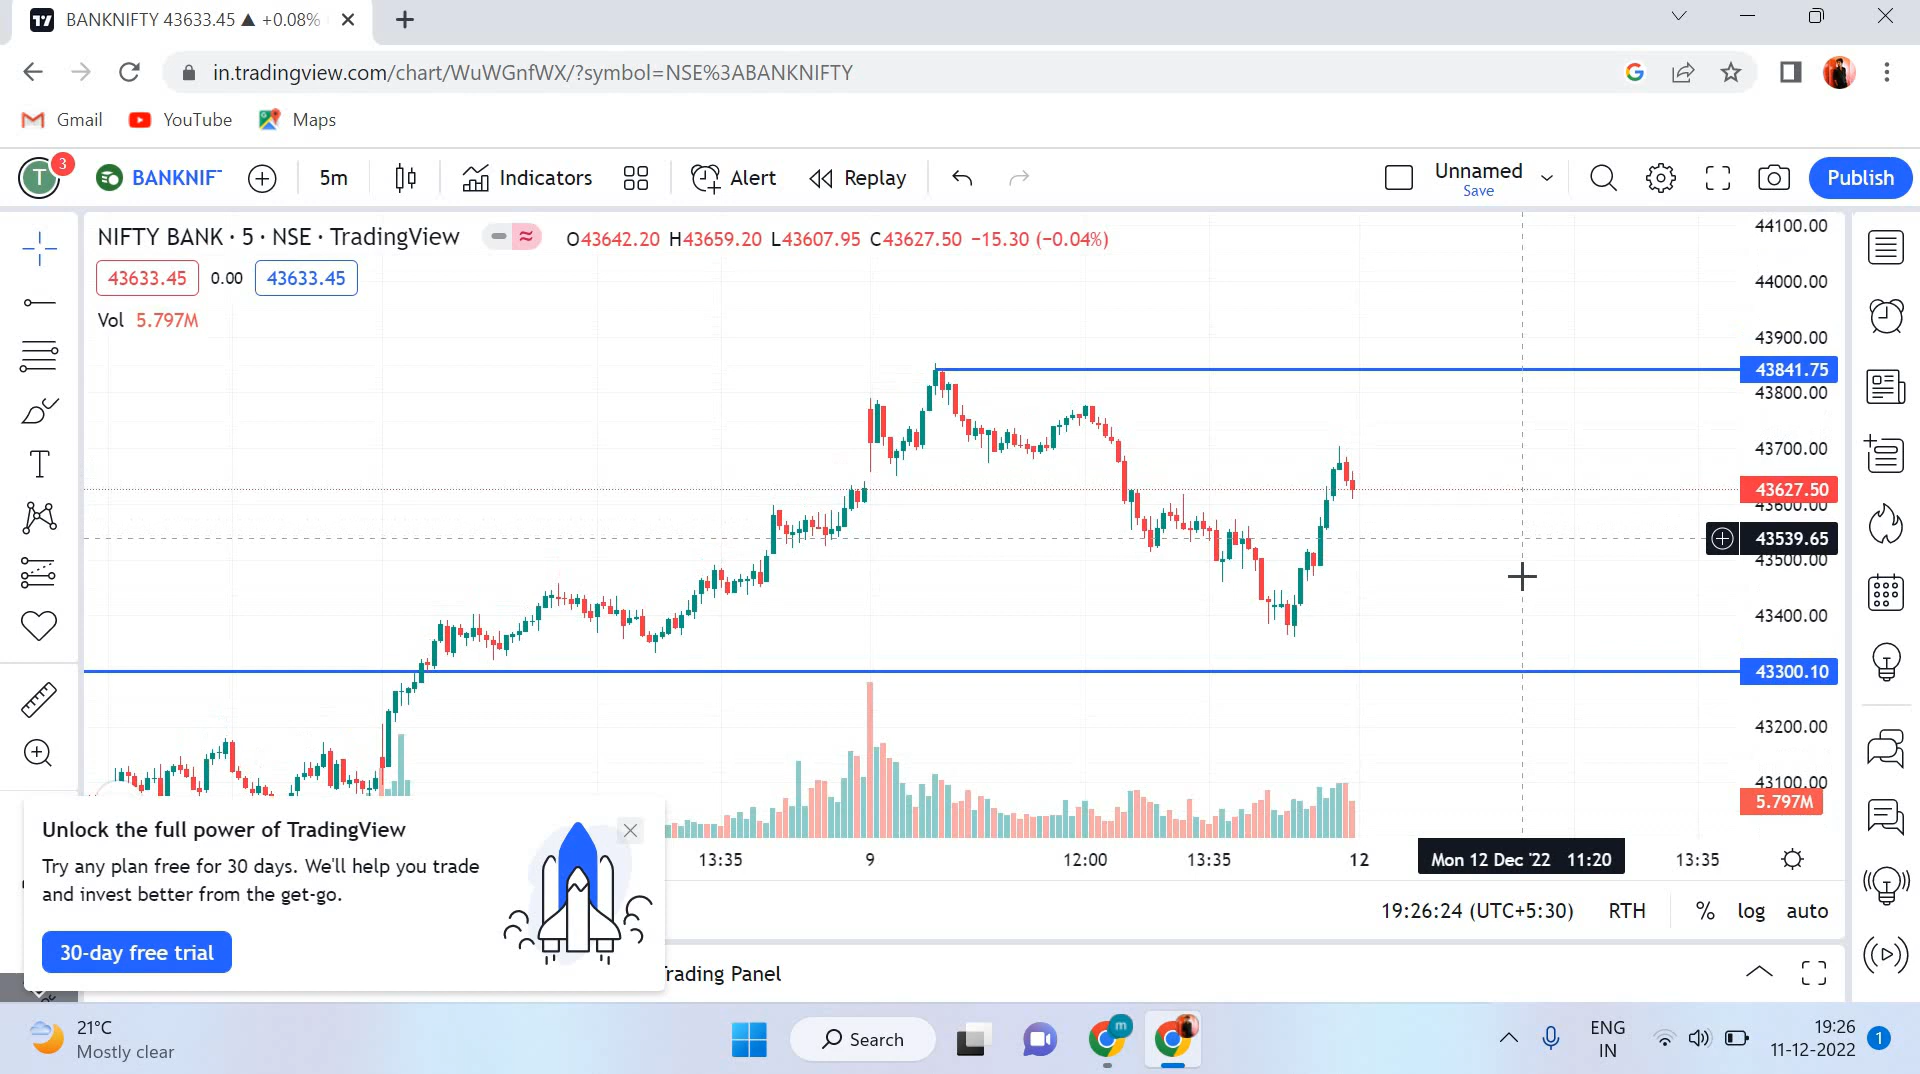 BANKNIFTY 43633.45 ▲ +0.08%
in.tradingview.com/chart/WuWGnfWX/?symbol=NSE%3ABANKNIFTY
Gmail YouTube Maps
T 3 BANKNIF 5m Indicators Alert Replay Unnamed Publish
Save
NIFTY BANK · 5 · NSE · TradingView O43642.20 H43659.20 L43607.95 C43627.50 −15.30 (−0.04%)
43633.45 0.00 43633.45
Vol 5.797M
44100.00
44000.00
43900.00
43841.75
43800.00
43700.00
43627.50
43600.00
43539.65
43500.00
43400.00
43300.10
43200.00
43100.00
5.797M
13:35 9 12:00 13:35 12 Mon 12 Dec '22 11:20 13:35
Unlock the full power of TradingView
Try any plan free for 30 days. We'll help you trade
and invest better from the get-go.
30-day free trial
19:26:24 (UTC+5:30) RTH % log auto
rading Panel
21°C
Mostly clear
Search
m
ENG
IN
19:26
11-12-2022
1